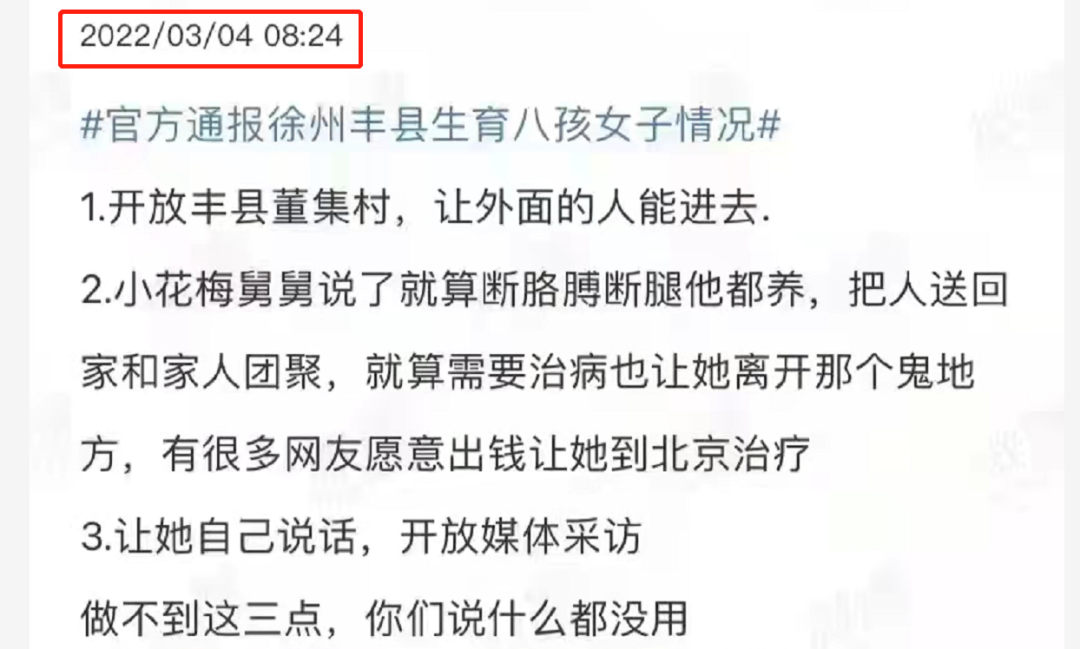 2022/03/04 08:24
#官方通报徐州丰县生育八孩女子情况#
1.开放丰县董集村，让外面的人能进去.
2.小花梅舅舅说了就算断胳膊断腿他都养，把人送回
家和家人团聚，就算需要治病也让她离开那个鬼地
方，有很多网友愿意出钱让她到北京治疗
3.让她自己说话，开放媒体采访
做不到这三点，你们说什么都没用